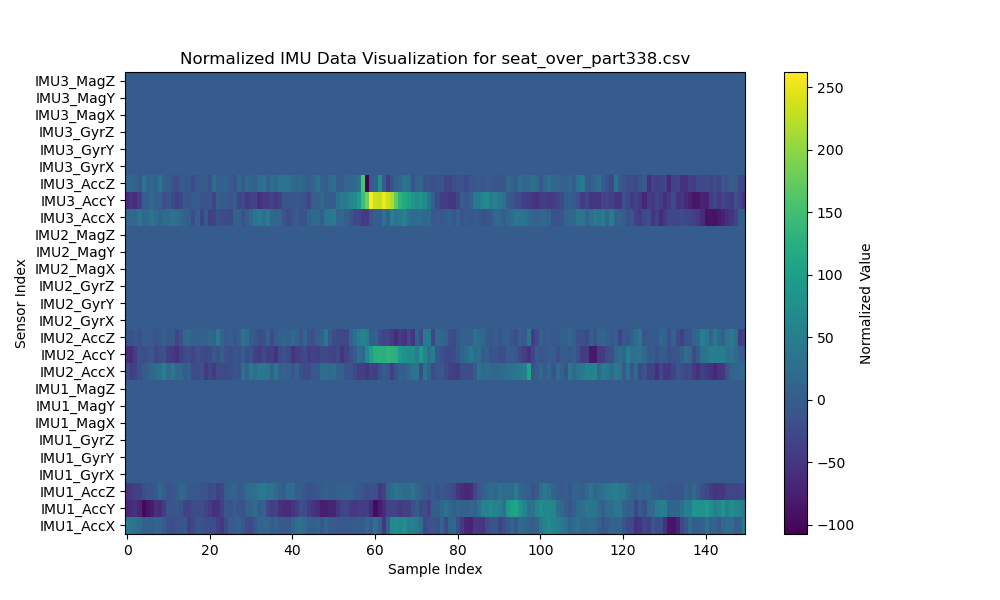 Normalized IMU Data Visualization for seat_over_part338.csv
IMU3_MagZ
IMU3_MagY
IMU3_MagX
IMU3_GyrZ
IMU3_GyrY
IMU3_GyrX
IMU3_AccZ
IMU3_AccY
IMU3_AccX
IMU2_MagZ
IMU2_MagY
IMU2_MagX
IMU2_GyrZ
IMU2_GyrY
IMU2_GyrX
IMU2_AccZ
IMU2_AccY
IMU2_AccX
IMU1_MagZ
IMU1_MagY
IMU1_MagX
IMU1_GyrZ
IMU1_GyrY
IMU1_GyrX
IMU1_AccZ
IMU1_AccY
IMU1_AccX
Sensor Index
0 20 40 60 80 100 120 140
Sample Index
250
200
150
100
50
0
−50
−100
Normalized Value